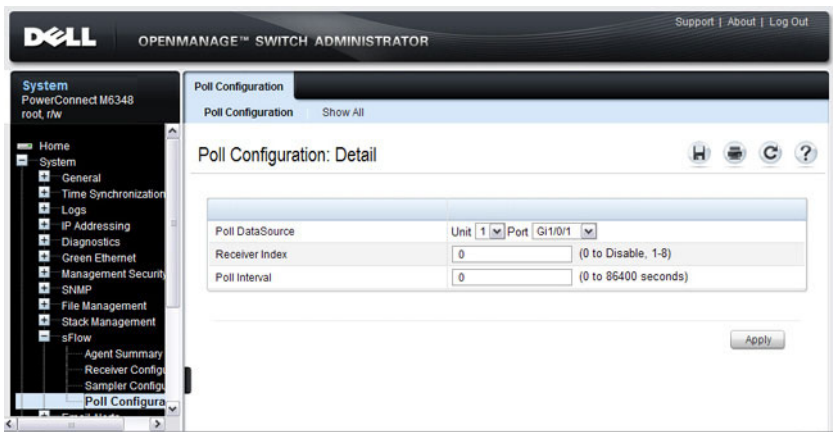 Support | About | Log Out
DELL OPENMANAGE™ SWITCH ADMINISTRATOR
System
PowerConnect M6348
root, r/w
Home
System
General
Time Synchronization
Logs
IP Addressing
Diagnostics
Green Ethernet
Management Security
SNMP
File Management
Stack Management
sFlow
Agent Summary
Receiver Configu
Sampler Configu
Poll Configura
Poll Configuration
Poll Configuration Show All
Poll Configuration: Detail
Poll DataSource Unit 1 Port Gi1/0/1
Receiver Index 0 (0 to Disable, 1-8)
Poll Interval 0 (0 to 86400 seconds)
Apply